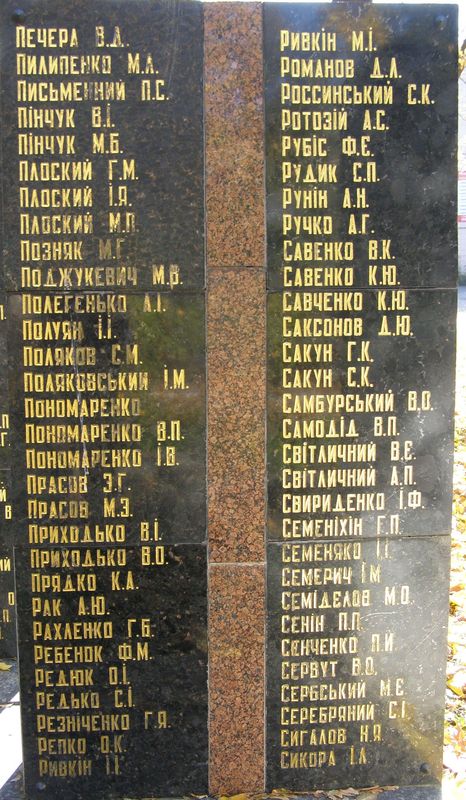 Печера В.Д.
Пилипенко М.Л.
Письменний П.С.
Пінчук В.І.
Пінчук М.Б.
Плоский Г.М.
Плоский І.Я.
Плоский М.П.
Позняк М.Г.
Поджукевич М.В.
Полегенько А.І.
Полуян І.І.
Поляков С.М.
Поляковський І.М.
Пономаренко
Пономаренко В.П.
Пономаренко І.В.
Прасов З.Г.
Прасов М.З.
Приходько В.І.
Приходько В.О.
Прядко К.А.
Рак А.Ю.
Рахленко Г.Б.
Ребенок Ф.М.
Редюк О.І.
Редько С.І.
Резніченко Г.Я.
Репко О.К.
Ривкін І.І.
Ривкін М.І.
Романов Д.Л.
Россинський С.К.
Ротозій А.С.
Рубіс Ф.Є.
Рудик С.П.
Рунін А.Н.
Ручко А.Г.
Савенко В.К.
Савенко К.Ю.
Савченко К.Ю.
Саксонов Д.Ю.
Сакун Г.К.
Сакун С.К.
Самбурський В.О.
Самодід В.П.
Світличний В.Є.
Світличний А.П.
Свириденко І.Ф.
Семеніхін Г.П.
Семеняко І.І.
Семерич І.М
Семіделов М.О.
Сенін П.П.
Сенченко П.Й
Сервут В.О.
Сербський М.Є
Серебряний С.І.
Сигалов Н.Я
Сикора І.Л